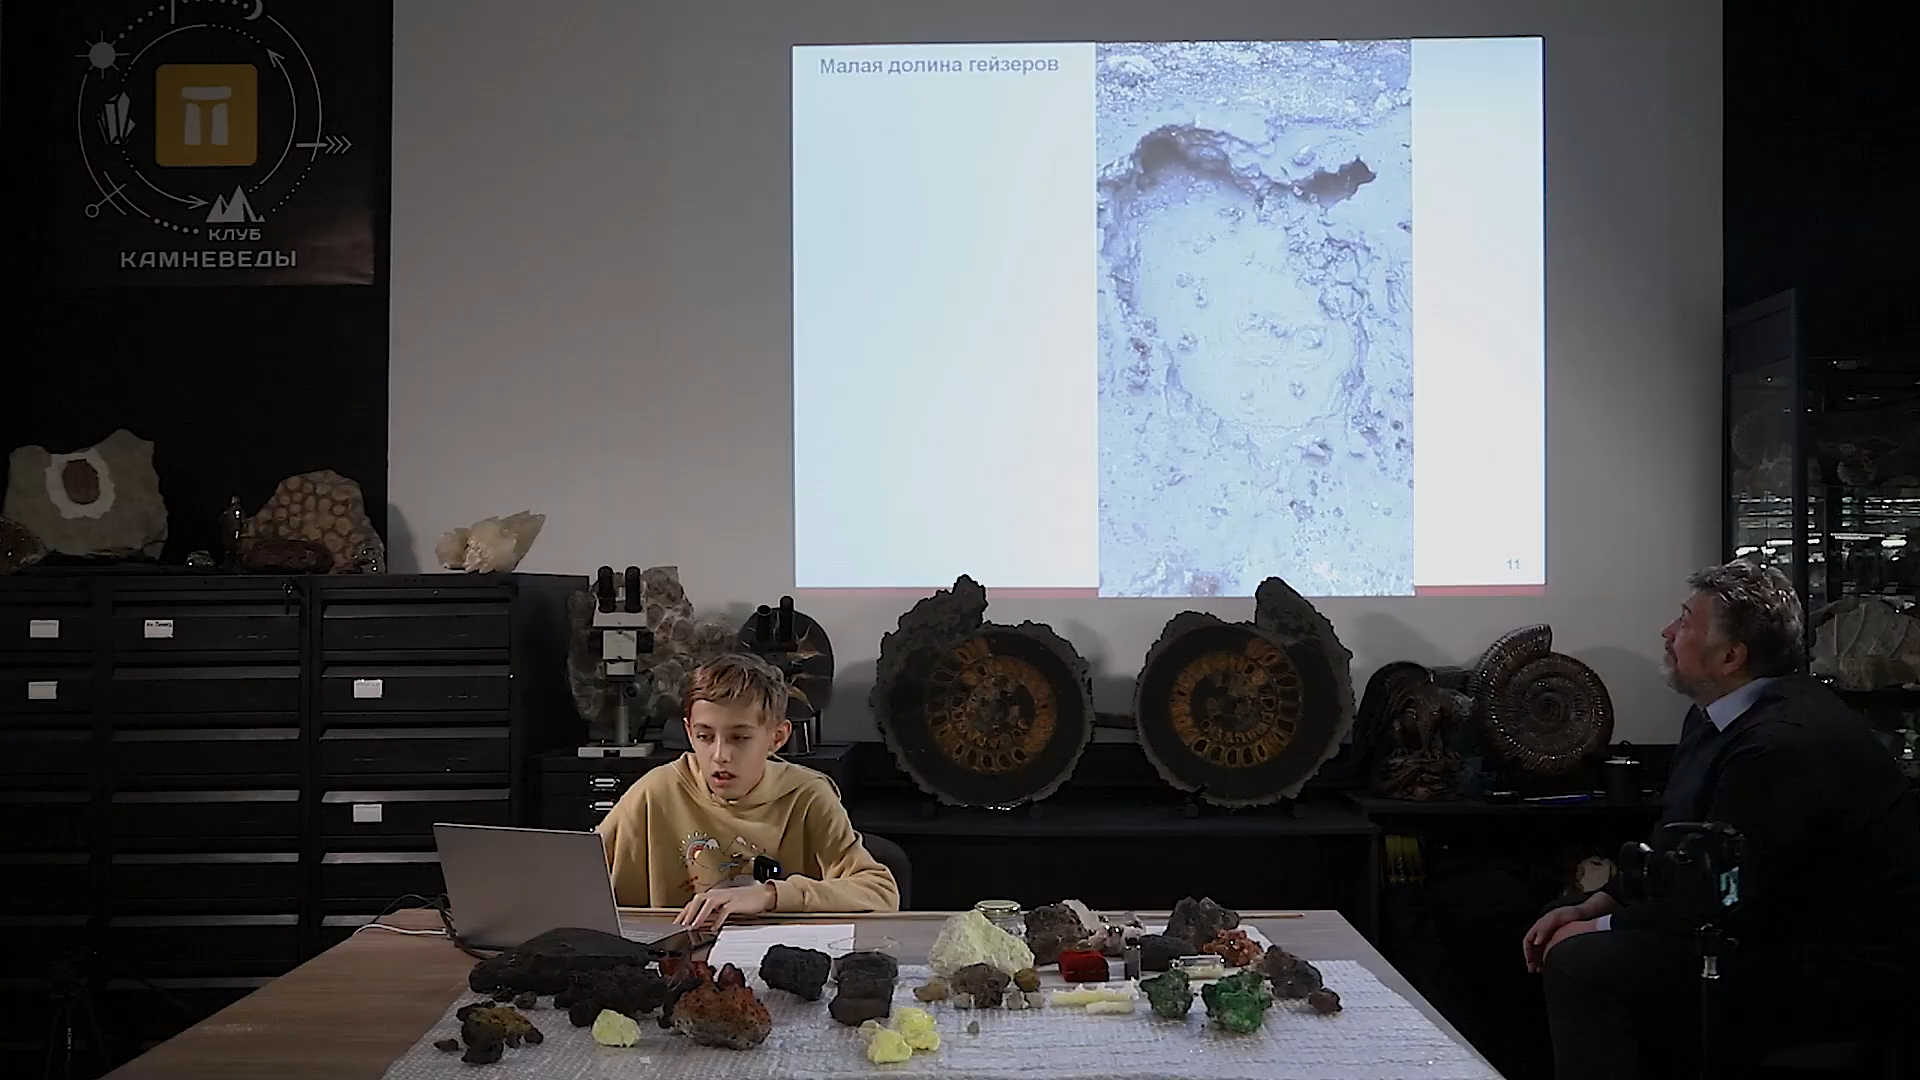 КЛУБ
КАМНЕВЕДЫ
Малая долина гейзеров
11